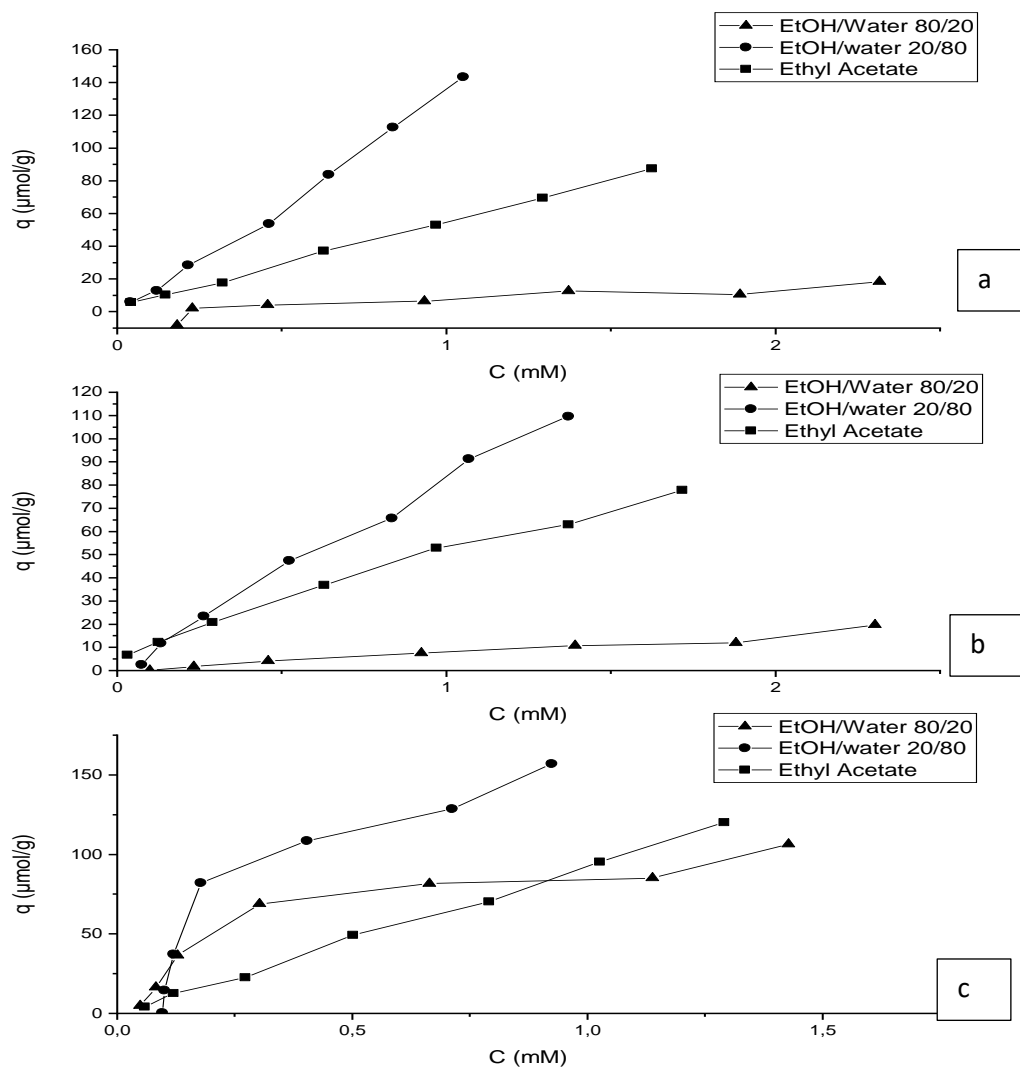 EtOH/Water 80/20
EtOH/water 20/80
Ethyl Acetate
160
140
120
100
80
60
40
20
0
q (µmol/g)
a
0
1
2
C (mM)
EtOH/Water 80/20
EtOH/water 20/80
Ethyl Acetate
120
110
100
90
80
70
60
50
40
30
20
10
0
q (µmol/g)
b
0
1
2
C (mM)
EtOH/Water 80/20
EtOH/water 20/80
Ethyl Acetate
150
100
50
0
q (µmol/g)
c
0,0
0,5
1,0
1,5
C (mM)